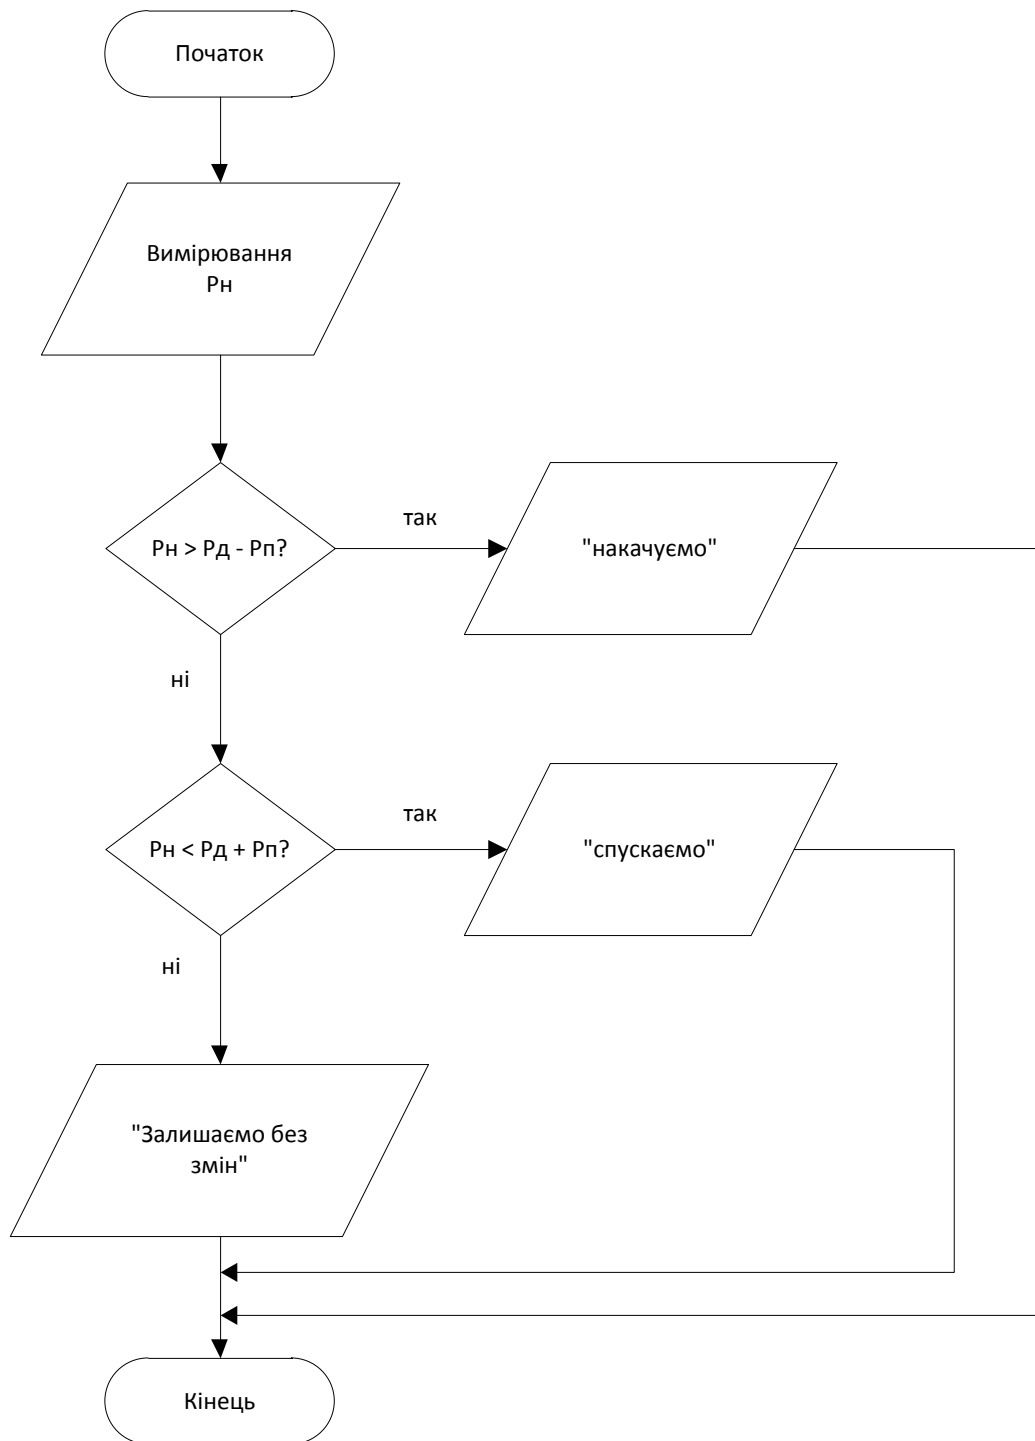 Початок
Вимірювання
Рн
Рн > Рд - Рп?
так
"накачуємо"
ні
Рн < Рд + Рп?
так
"спускаємо"
ні
"Залишаємо без
змін"
Кінець